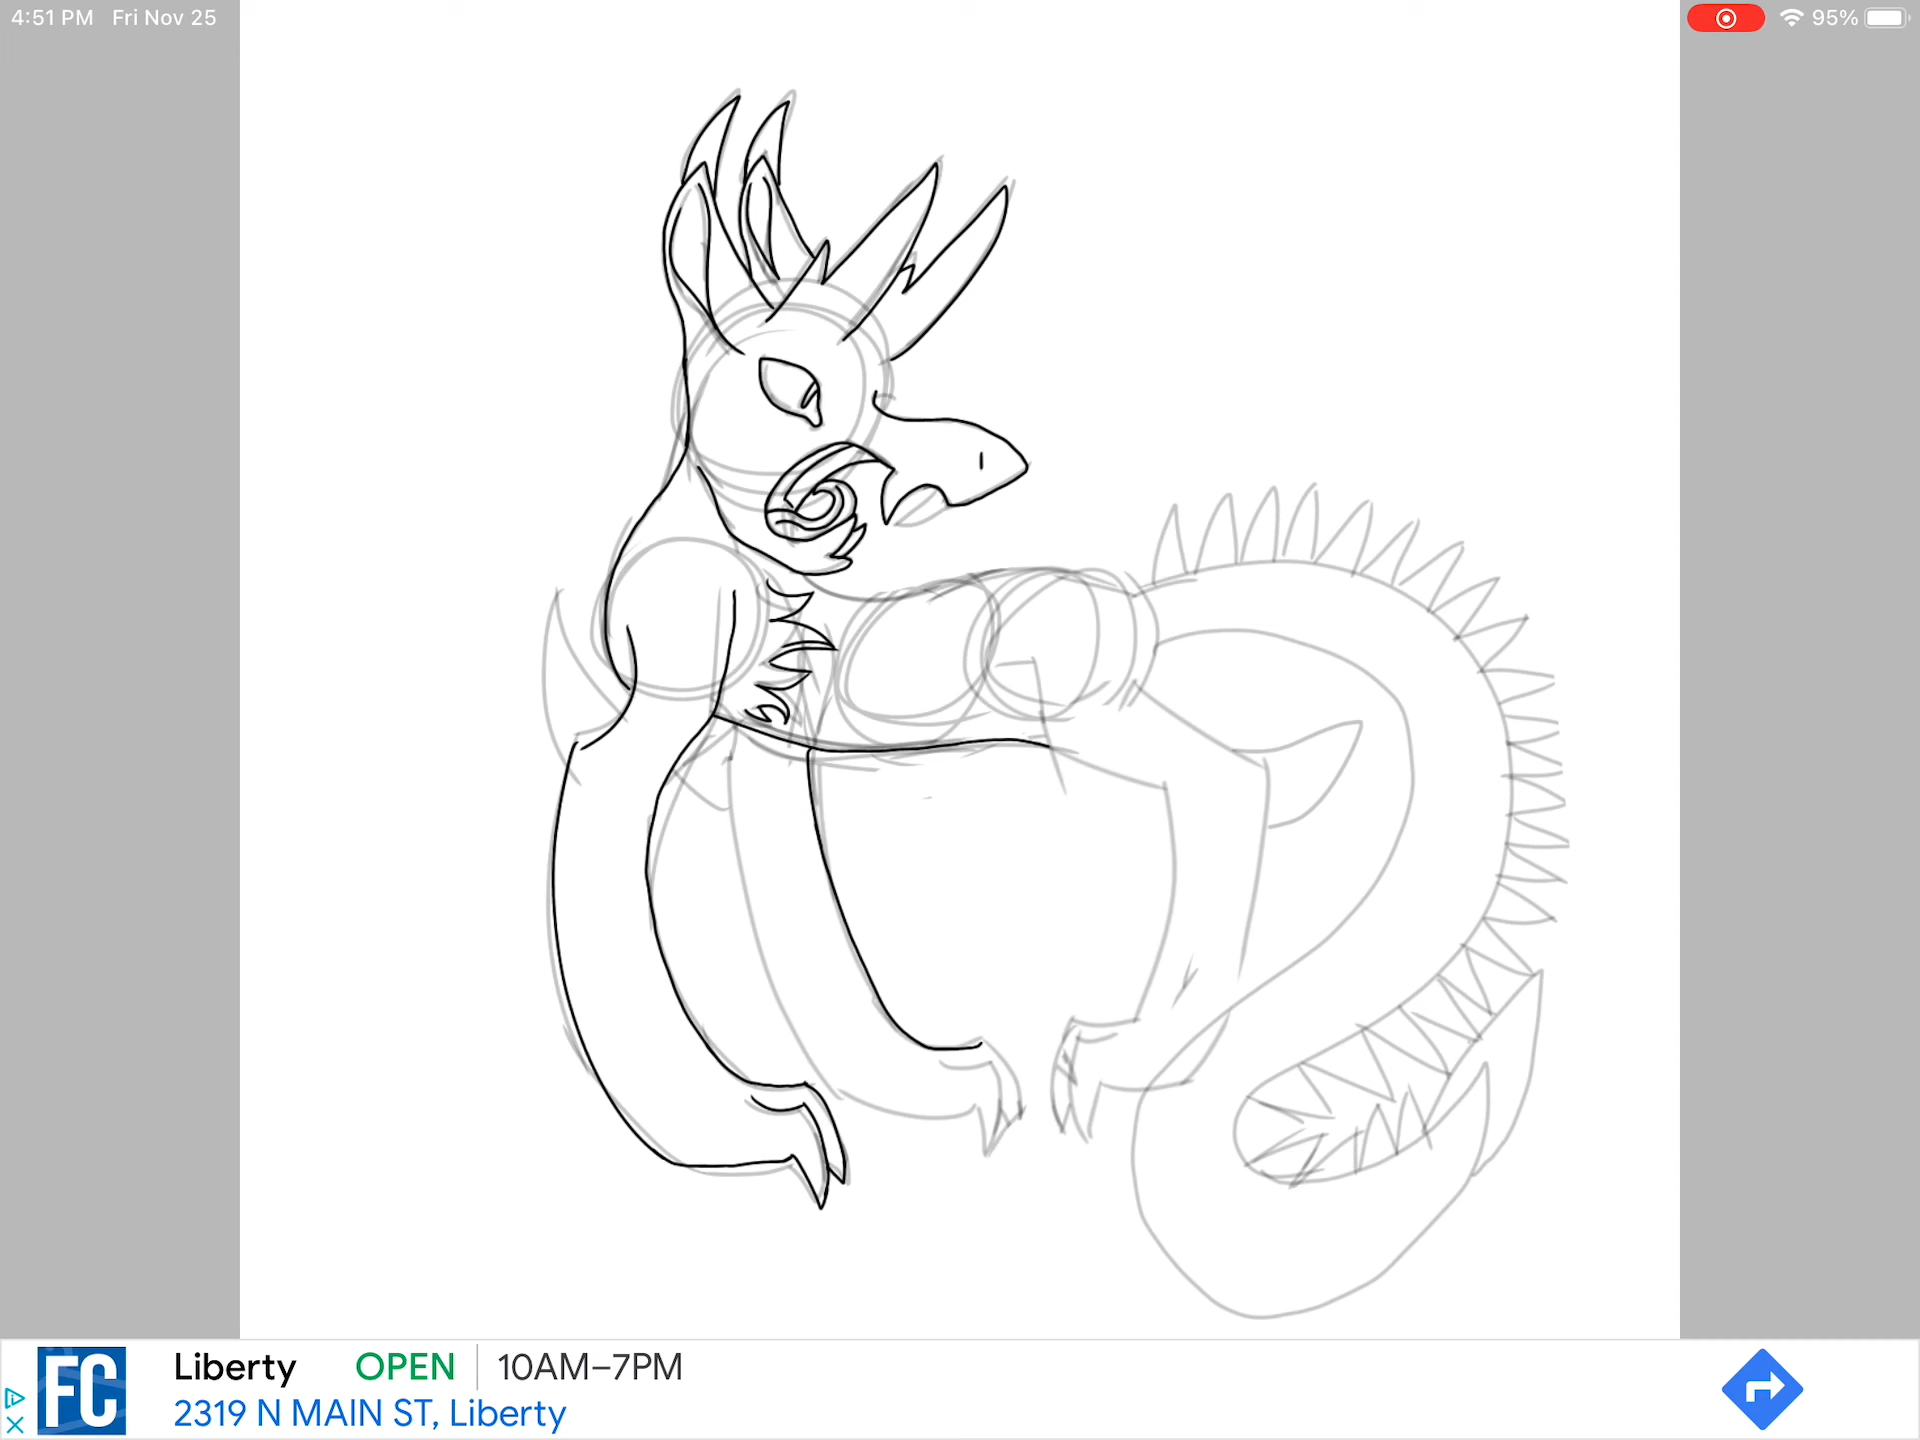 4:51 PM Fri Nov 25
95%
FC
Liberty OPEN 10AM–7PM
2319 N MAIN ST, Liberty